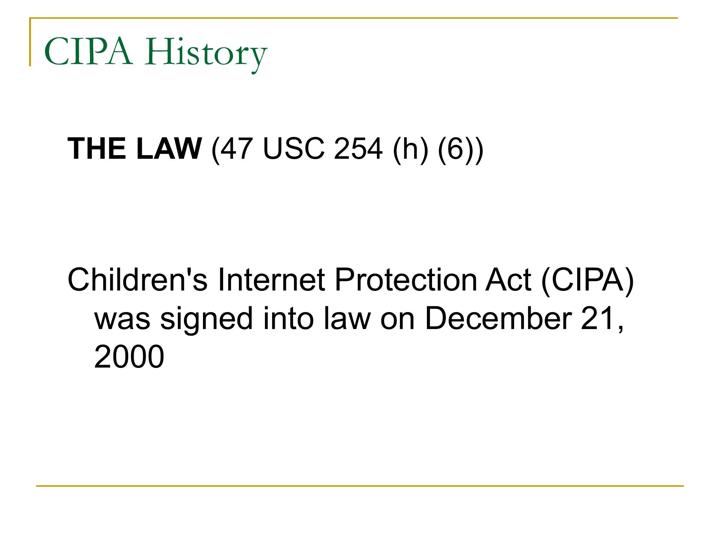 CIPA History
THE LAW (47 USC 254 (h) (6))
Children's Internet Protection Act (CIPA)
was signed into law on December 21,
2000